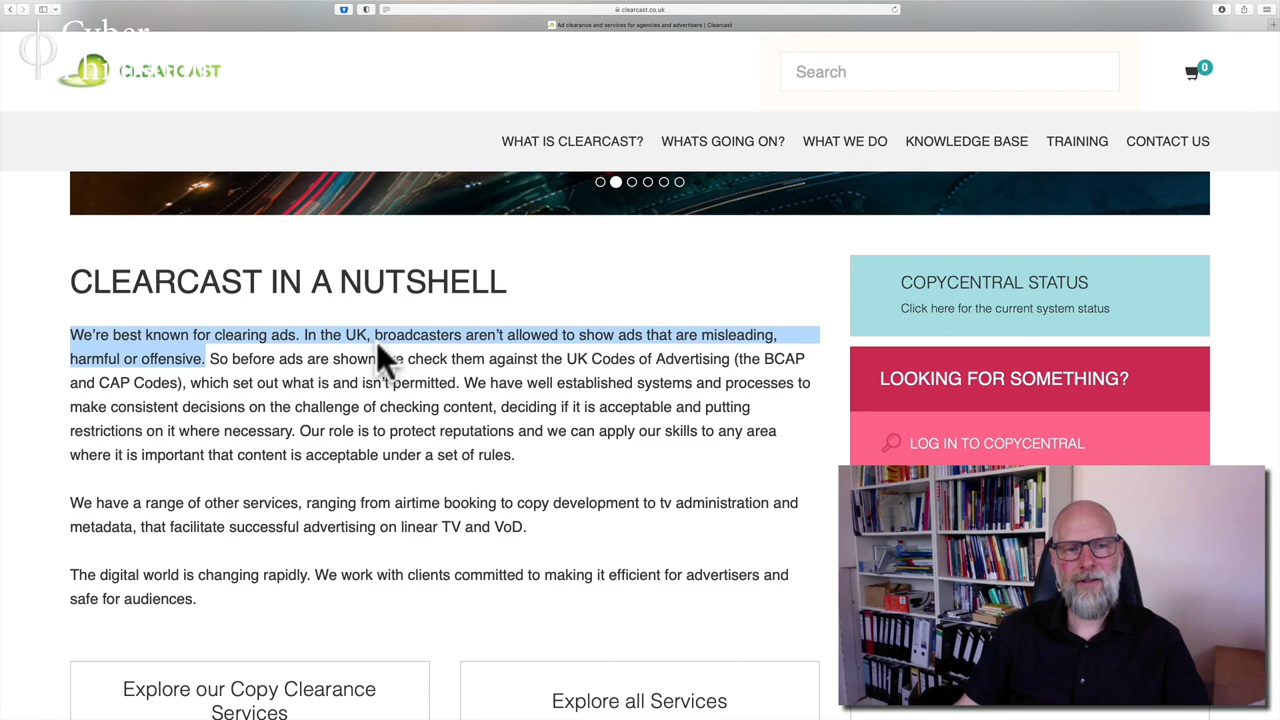 clearcast.co.uk
Ad clearance and services for agencies and advertisers | Clearcast
Cyber
CLEARCAST
Search
0
WHAT IS CLEARCAST?
WHATS GOING ON?
WHAT WE DO
KNOWLEDGE BASE
TRAINING
CONTACT US
CLEARCAST IN A NUTSHELL
We're best known for clearing ads. In the UK, broadcasters aren't allowed to show ads that are misleading,
harmful or offensive. So before ads are shown check them against the UK Codes of Advertising (the BCAP
and CAP Codes), which set out what is and isn't permitted. We have well established systems and processes to
make consistent decisions on the challenge of checking content, deciding if it is acceptable and putting
restrictions on it where necessary. Our role is to protect reputations and we can apply our skills to any area
where it is important that content is acceptable under a set of rules.
We have a range of other services, ranging from airtime booking to copy development to tv administration and
metadata, that facilitate successful advertising on linear TV and VoD.
The digital world is changing rapidly. We work with clients committed to making it efficient for advertisers and
safe for audiences.
Explore our Copy Clearance
Services
Explore all Services
COPYCENTRAL STATUS
Click here for the current system status
LOOKING FOR SOMETHING?
LOG IN TO COPYCENTRAL